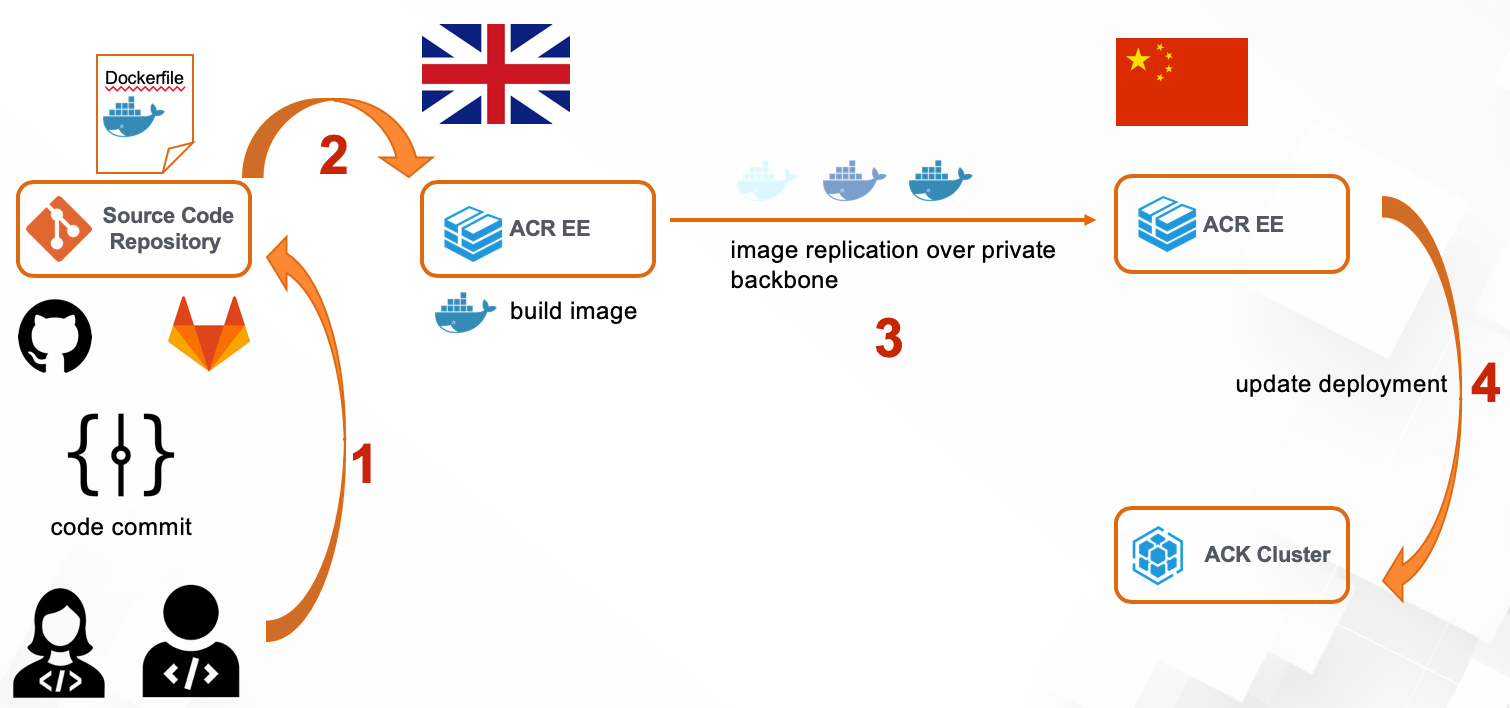 Dockerfile
2
Source Code
Repository
ACR EE
build image
image replication over private
backbone
3
ACR EE
update deployment
4
1
code commit
ACK Cluster